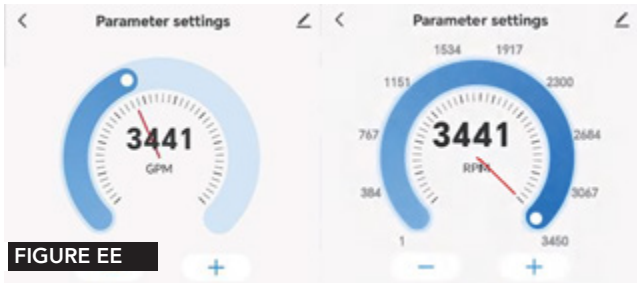 Parameter settings
3441
GPM
+
FIGURE EE
Parameter settings
1534 1917
1151 2300
767 2684
384 3067
1 3450
3441
RPM
− +